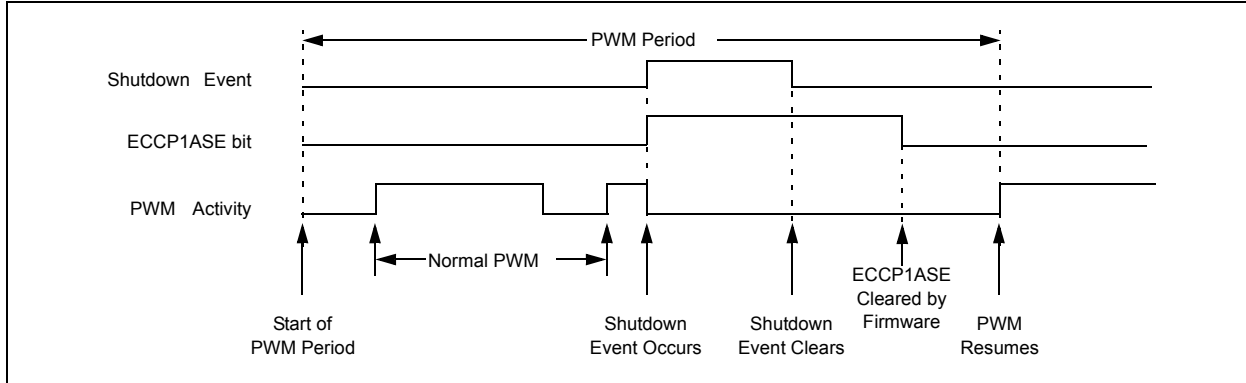 PWM Period
Shutdown Event
ECCP1ASE bit
PWM Activity
Normal PWM
Start of
PWM Period
Shutdown
Event Occurs
Shutdown
Event Clears
ECCP1ASE
Cleared by
Firmware
PWM
Resumes